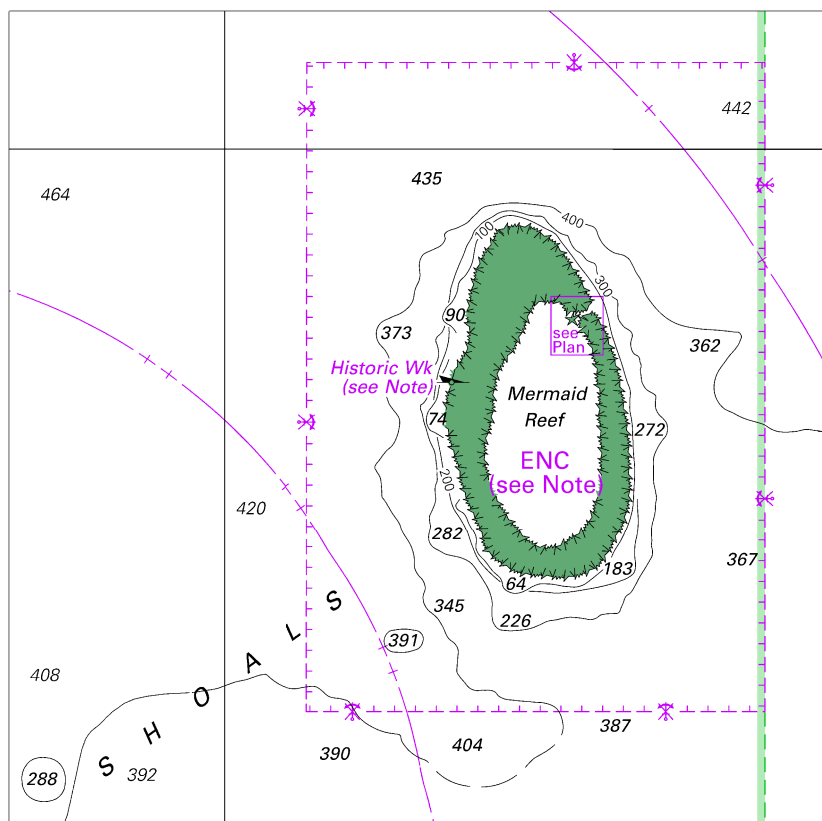 442
464
435
400
100
300
90
373
see
Plan
362
Historic Wk
(see Note)
Mermaid
Reef
74
272
ENC
(see Note)
200
420
282
367
183
64
345
226
391
408
SHOALS
387
404
390
392
288